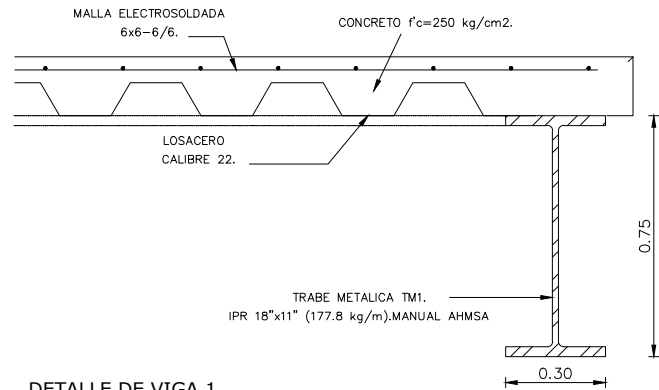 MALLA ELECTROSOLDADA
6x6-6/6.
CONCRETO f'c=250 kg/cm2.
LOSACERO
CALIBRE 22.
0.75
TRABE METALICA TM1.
IPR 18"x11" (177.8 kg/m).MANUAL AHMSA
0.30
DETALLE DE VIGA 1